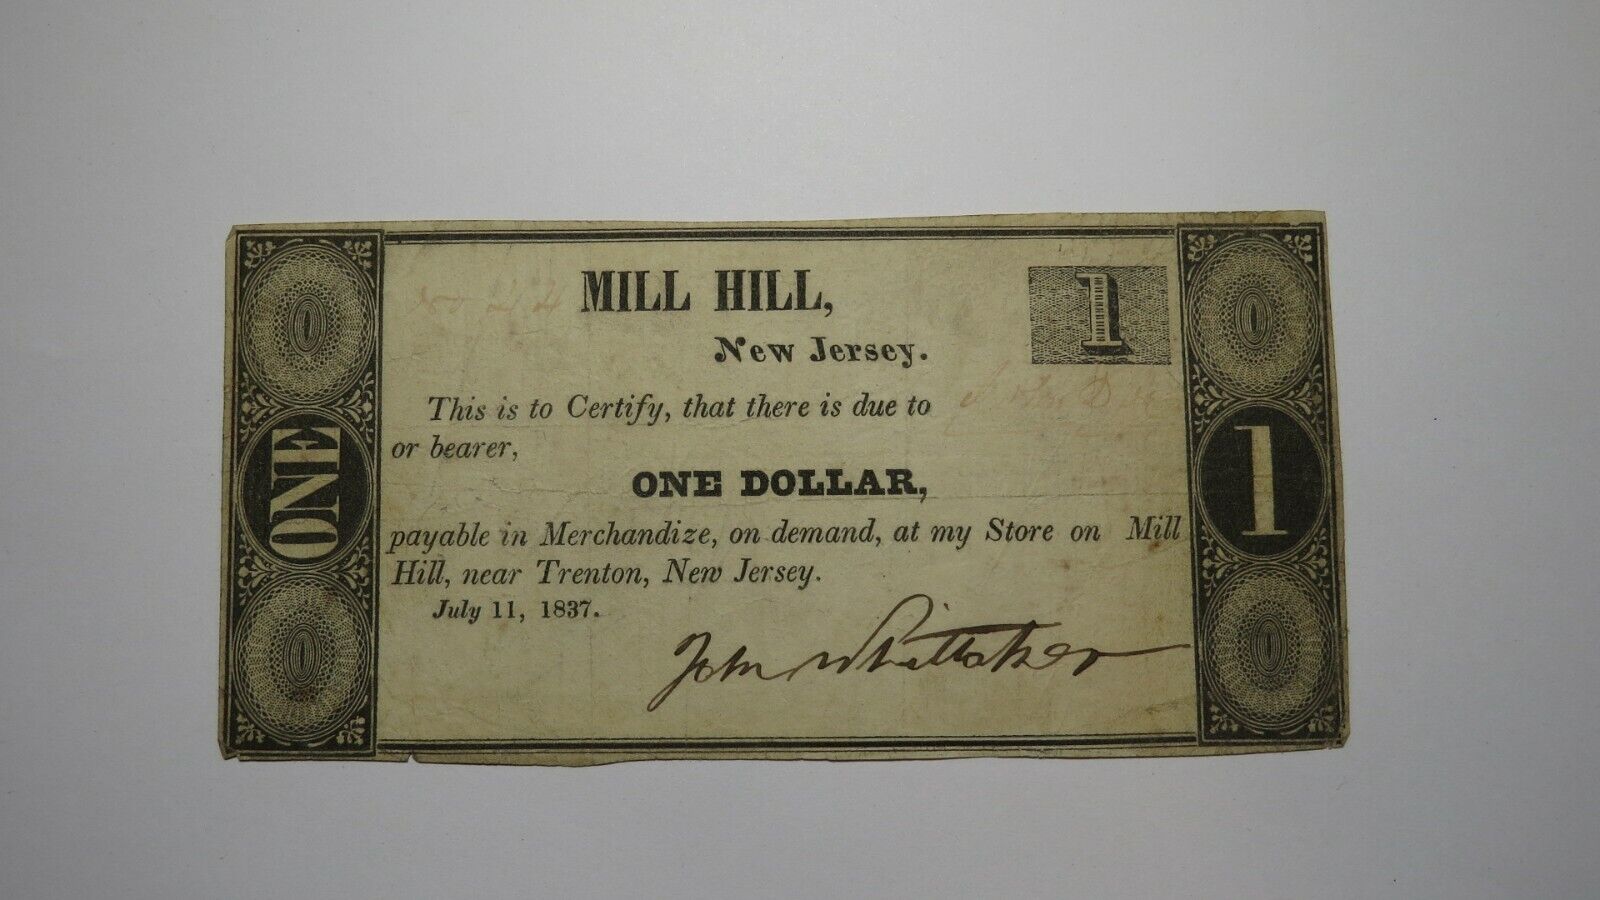 MILL HILL,
1
New Jersey.
This is to Certify, that there is due to
or bearer,
ONE
1
ONE DOLLAR,
payable in Merchandize, on demand, at my Store on Mill
Hill, near Trenton, New Jersey.
July 11, 1837.
John Whittaker